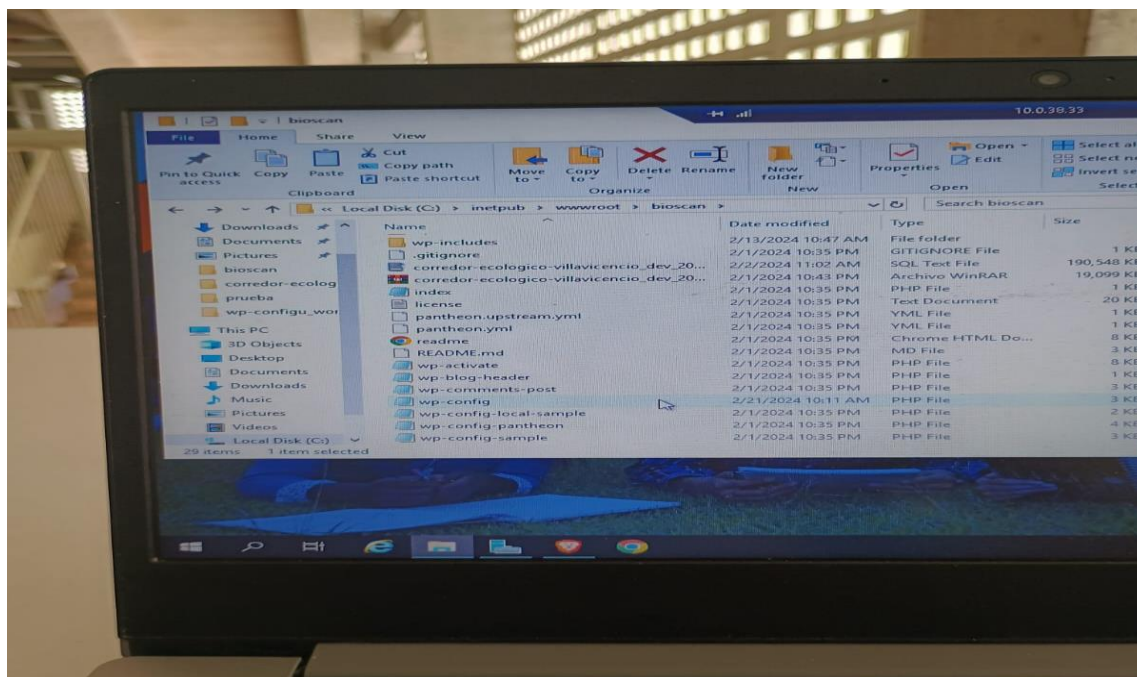 bioscan
10.0.38.33
File Home Share View
Pin to Quick access
Copy
Paste
Cut
Copy path
Paste shortcut
Move to
Copy to
Delete
Rename
New folder
Properties
Open
Edit
Select al
Select n
Invert se
Clipboard Organize New Open Select
« Local Disk (C:) > inetpub > wwwroot > bioscan >
Search bioscan
Downloads
Documents
Pictures
bioscan
corredor-ecolog
prueba
wp-configu_wor
This PC
3D Objects
Desktop
Documents
Downloads
Music
Pictures
Videos
Local Disk (C:)
Name Date modified Type Size
wp-includes 2/13/2024 10:47 AM File folder
.gitignore 2/1/2024 10:35 PM GITIGNORE File 1 KB
corredor-ecologico-villavicencio_dev_20... 2/2/2024 11:02 AM SQL Text File 190,548 KB
corredor-ecologico-villavicencio_dev_20... 2/1/2024 10:43 PM Archivo WinRAR 19,099 KB
index 2/1/2024 10:35 PM PHP File 1 KB
license 2/1/2024 10:35 PM Text Document 20 KB
pantheon.upstream.yml 2/1/2024 10:35 PM YML File 1 KB
pantheon.yml 2/1/2024 10:35 PM YML File 1 KB
readme 2/1/2024 10:35 PM Chrome HTML Do... 8 KB
README.md 2/1/2024 10:35 PM MD File 3 KB
wp-activate 2/1/2024 10:35 PM PHP File 8 KB
wp-blog-header 2/1/2024 10:35 PM PHP File 1 KB
wp-comments-post 2/1/2024 10:35 PM PHP File 3 KB
wp-config 2/21/2024 10:11 AM PHP File 3 KB
wp-config-local-sample 2/1/2024 10:35 PM PHP File 2 KB
wp-config-pantheon 2/1/2024 10:35 PM PHP File 4 KB
wp-config-sample 2/1/2024 10:35 PM PHP File 3 KB
29 items 1 item selected